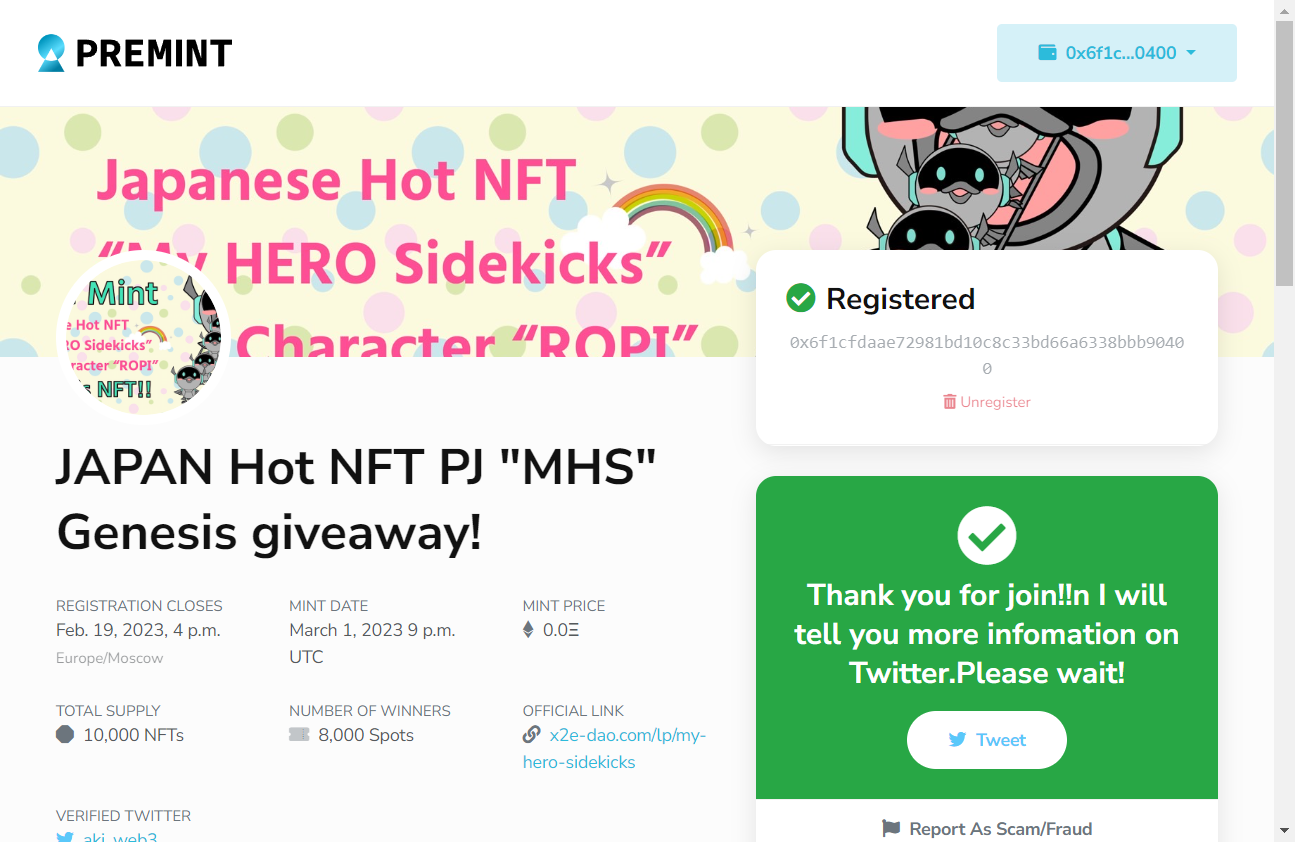 PREMINT
0x6f1c...0400
Japanese Hot NFT
“My HERO Sidekicks”
Character “ROPI”
Mint
e Hot NFT
RO Sidekicks”
racter “ROPI”
s NFT!!
Registered
0x6f1cfdaae72981bd10c8c33bd66a6338bbb9040
0
Unregister
JAPAN Hot NFT PJ "MHS"
Genesis giveaway!
REGISTRATION CLOSES
Feb. 19, 2023, 4 p.m.
Europe/Moscow
MINT DATE
March 1, 2023 9 p.m.
UTC
MINT PRICE
0.0Ξ
TOTAL SUPPLY
10,000 NFTs
NUMBER OF WINNERS
8,000 Spots
OFFICIAL LINK
x2e-dao.com/lp/my-
hero-sidekicks
VERIFIED TWITTER
aki_web3
Thank you for join!!n I will
tell you more infomation on
Twitter.Please wait!
Tweet
Report As Scam/Fraud